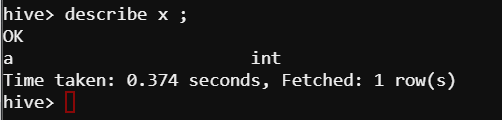 hive> describe x ;
OK
a                       int
Time taken: 0.374 seconds, Fetched: 1 row(s)
hive>